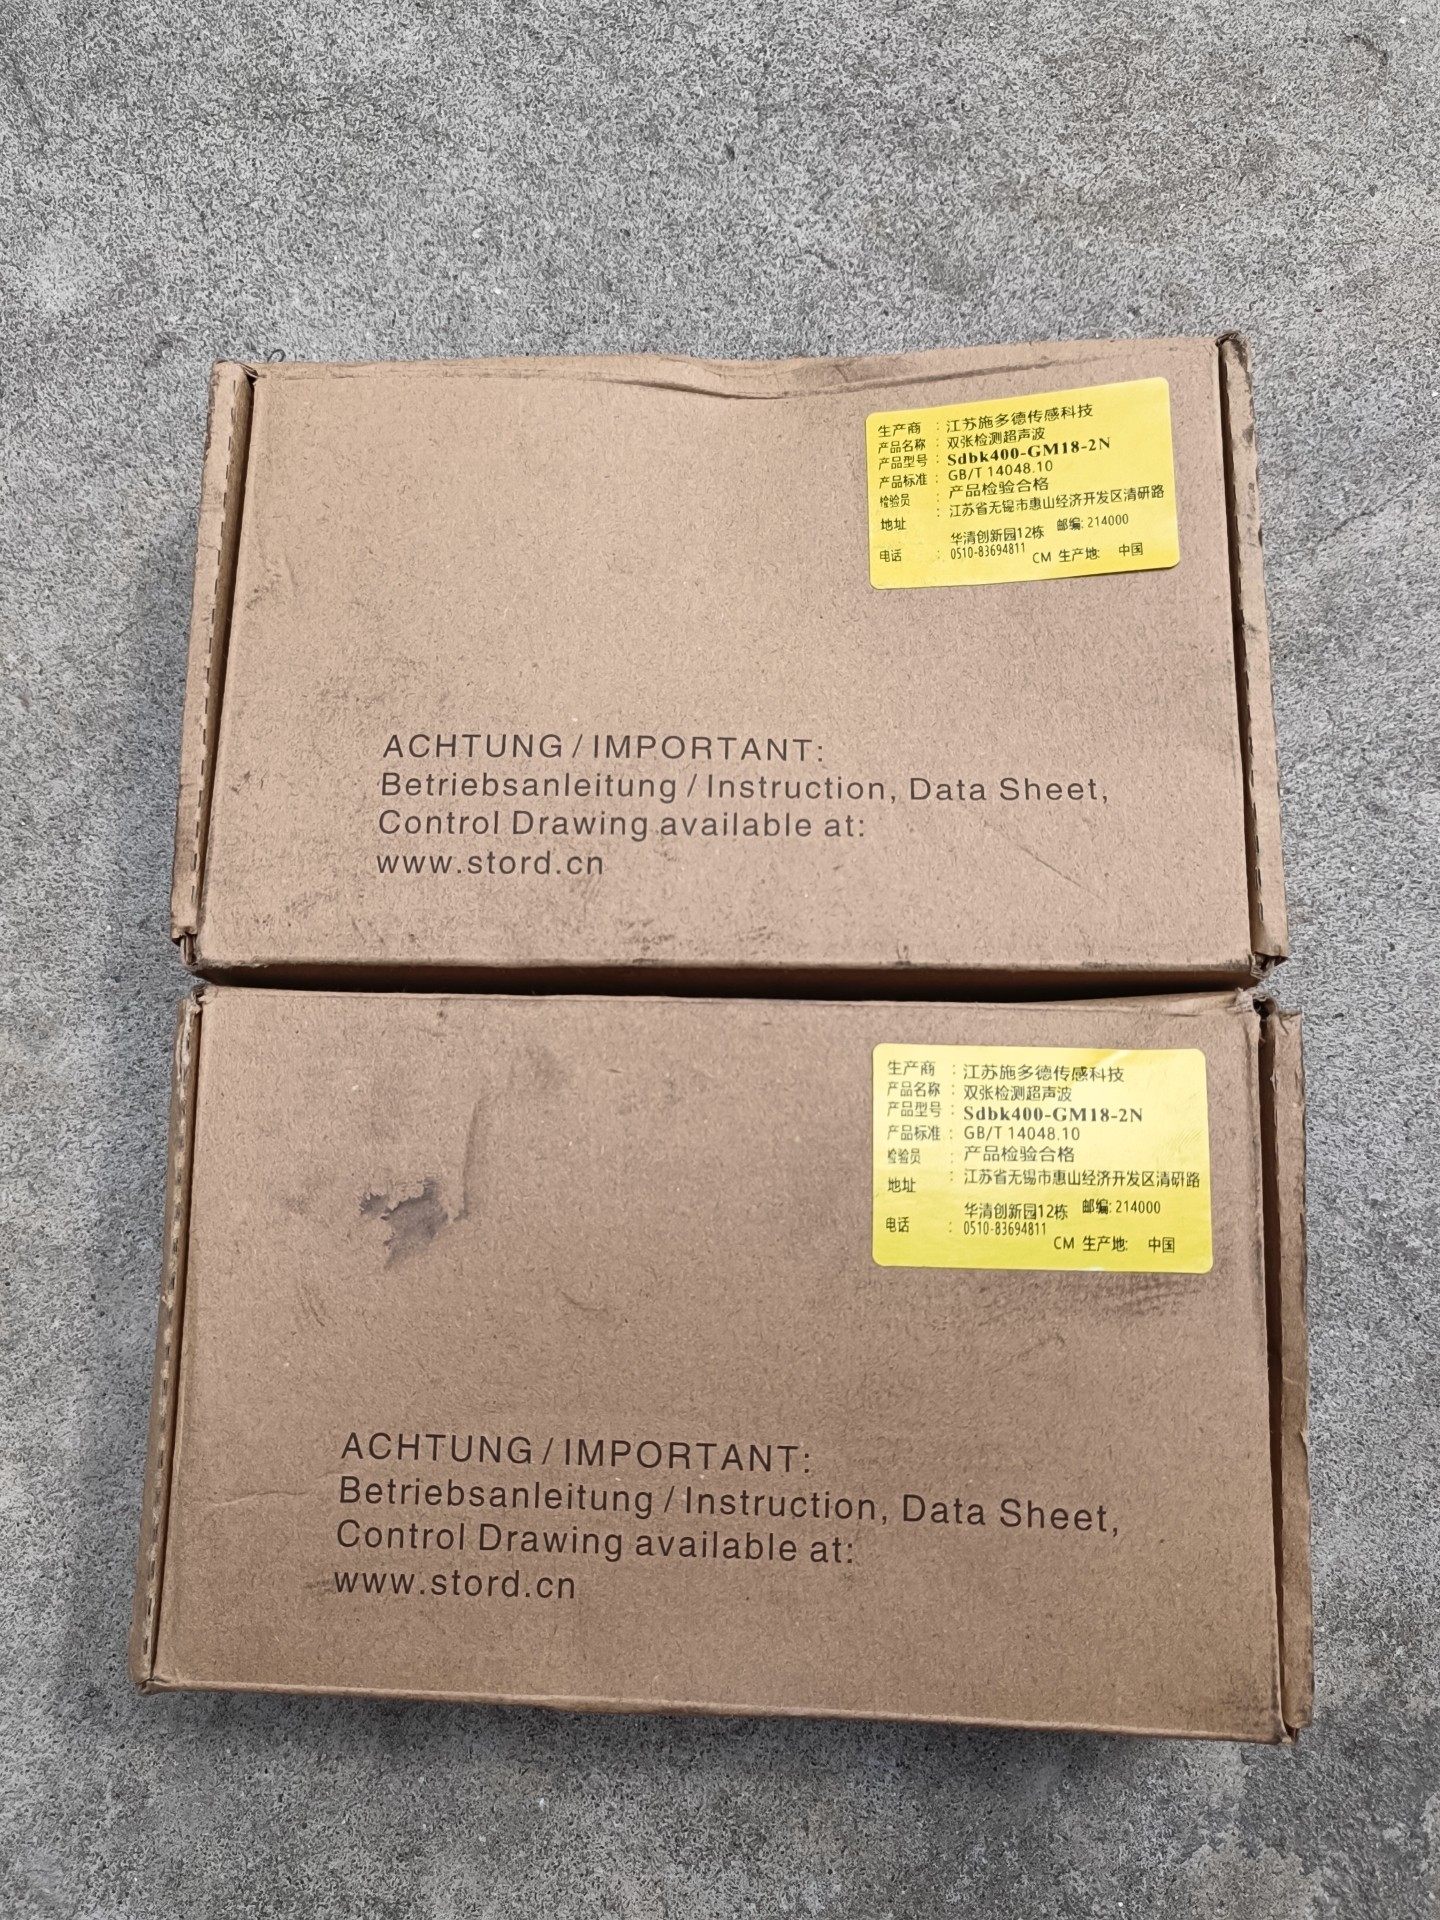 生产商 : 江苏施多德传感科技
产品名称 : 双张检测超声波
产品型号 : Sdbk400-GM18-2N
产品标准 : GB/T 14048.10
检验员 : 产品检验合格
地址 : 江苏省无锡市惠山经济开发区清研路
华清创新园12栋 邮编: 214000
电话 : 0510-83694811 CM 生产地: 中国
ACHTUNG / IMPORTANT:
Betriebsanleitung / Instruction, Data Sheet,
Control Drawing available at:
www.stord.cn
生产商 : 江苏施多德传感科技
产品名称 : 双张检测超声波
产品型号 : Sdbk400-GM18-2N
产品标准 : GB/T 14048.10
检验员 : 产品检验合格
地址 : 江苏省无锡市惠山经济开发区清研路
华清创新园12栋 邮编: 214000
电话 : 0510-83694811 CM 生产地: 中国
ACHTUNG / IMPORTANT:
Betriebsanleitung / Instruction, Data Sheet,
Control Drawing available at:
www.stord.cn